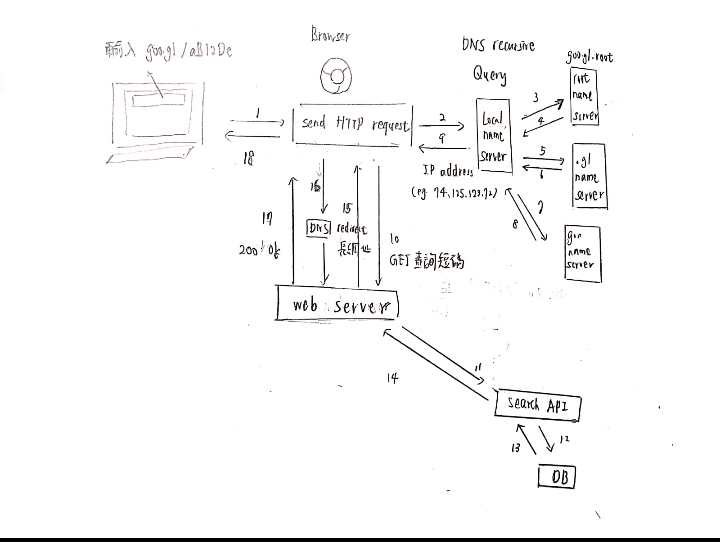 輸入 goo.gl/aB12De
Browser
DNS recursive
Query
goo.gl.root
root
name
server
1
send HTTP request
2
9
Local
name
server
3
4
5
6
.gl
name
server
18
IP address
(eg. 74.125.123.72)
7
8
goo
name
server
16
15
17
200 ok
DNS
redirect
長網址
10
GET 查詢短碼
web server
11
14
search API
13
12
DB